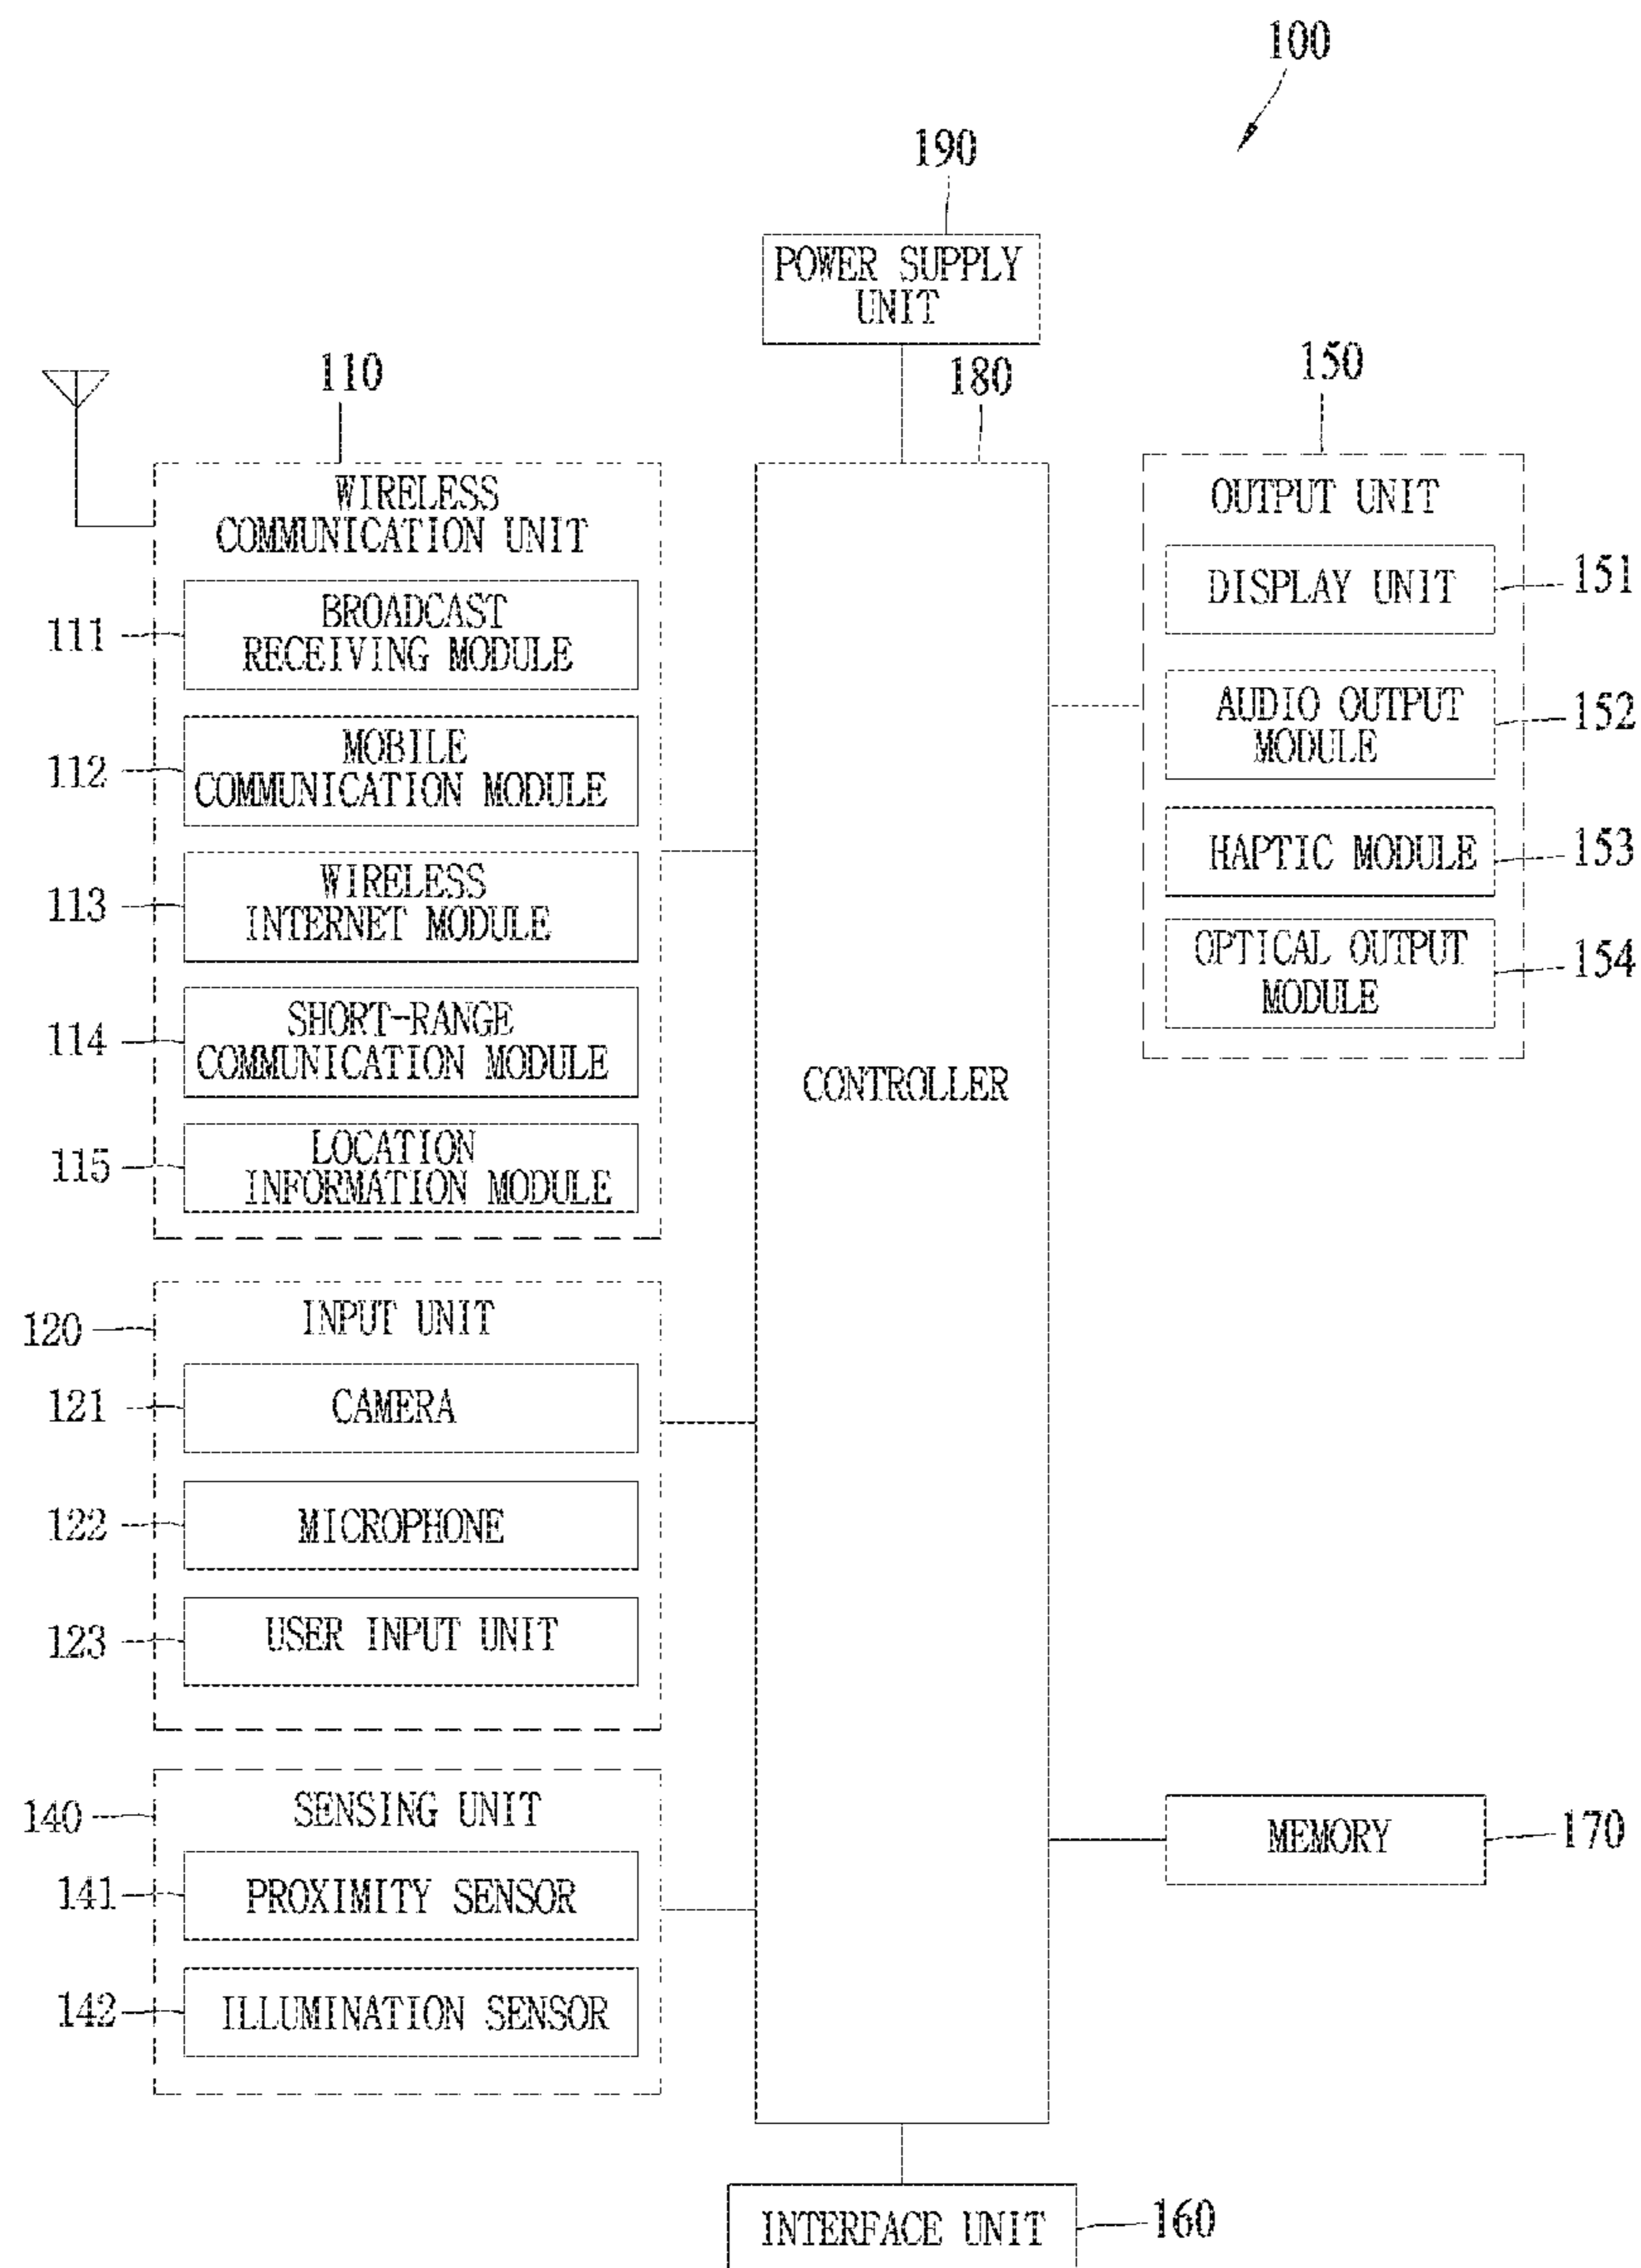 100
190
POWER SUPPLY
UNIT
110
180
150
WIRELESS
COMMUNICATION UNIT
111
BROADCAST
RECEIVING MODULE
112
MOBILE
COMMUNICATION MODULE
113
WIRELESS
INTERNET MODULE
114
SHORT-RANGE
COMMUNICATION MODULE
115
LOCATION
INFORMATION MODULE
120
INPUT UNIT
121
CAMERA
122
MICROPHONE
123
USER INPUT UNIT
140
SENSING UNIT
141
PROXIMITY SENSOR
142
ILLUMINATION SENSOR
CONTROLLER
OUTPUT UNIT
DISPLAY UNIT
151
AUDIO OUTPUT
MODULE
152
HAPTIC MODULE
153
OPTICAL OUTPUT
MODULE
154
MEMORY
170
INTERFACE UNIT
160